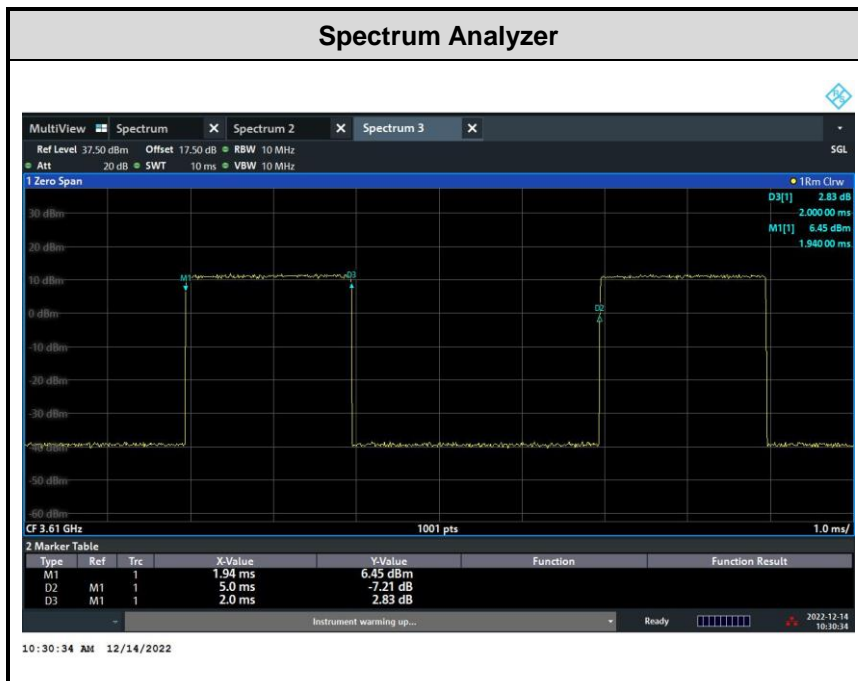 Spectrum Analyzer
MultiView Spectrum X Spectrum 2 X Spectrum 3 X
Ref Level 37.50 dBm Offset 17.50 dB RBW 10 MHz SGL
Att 20 dB SWT 10 ms VBW 10 MHz
1 Zero Span 1Rm Clrw
D3[1] 2.83 dB
2.000 00 ms
M1[1] 6.45 dBm
1.940 00 ms
30 dBm
20 dBm
10 dBm
M1 D3
0 dBm
D2
-10 dBm
-20 dBm
-30 dBm
-40 dBm
-50 dBm
-60 dBm
CF 3.61 GHz 1001 pts 1.0 ms/
2 Marker Table
Type Ref Trc X-Value Y-Value Function Function Result
M1 1 1.94 ms 6.45 dBm
D2 M1 1 5.0 ms -7.21 dB
D3 M1 1 2.0 ms 2.83 dB
Instrument warming up... Ready 2022-12-14
10:30:34
10:30:34 AM 12/14/2022